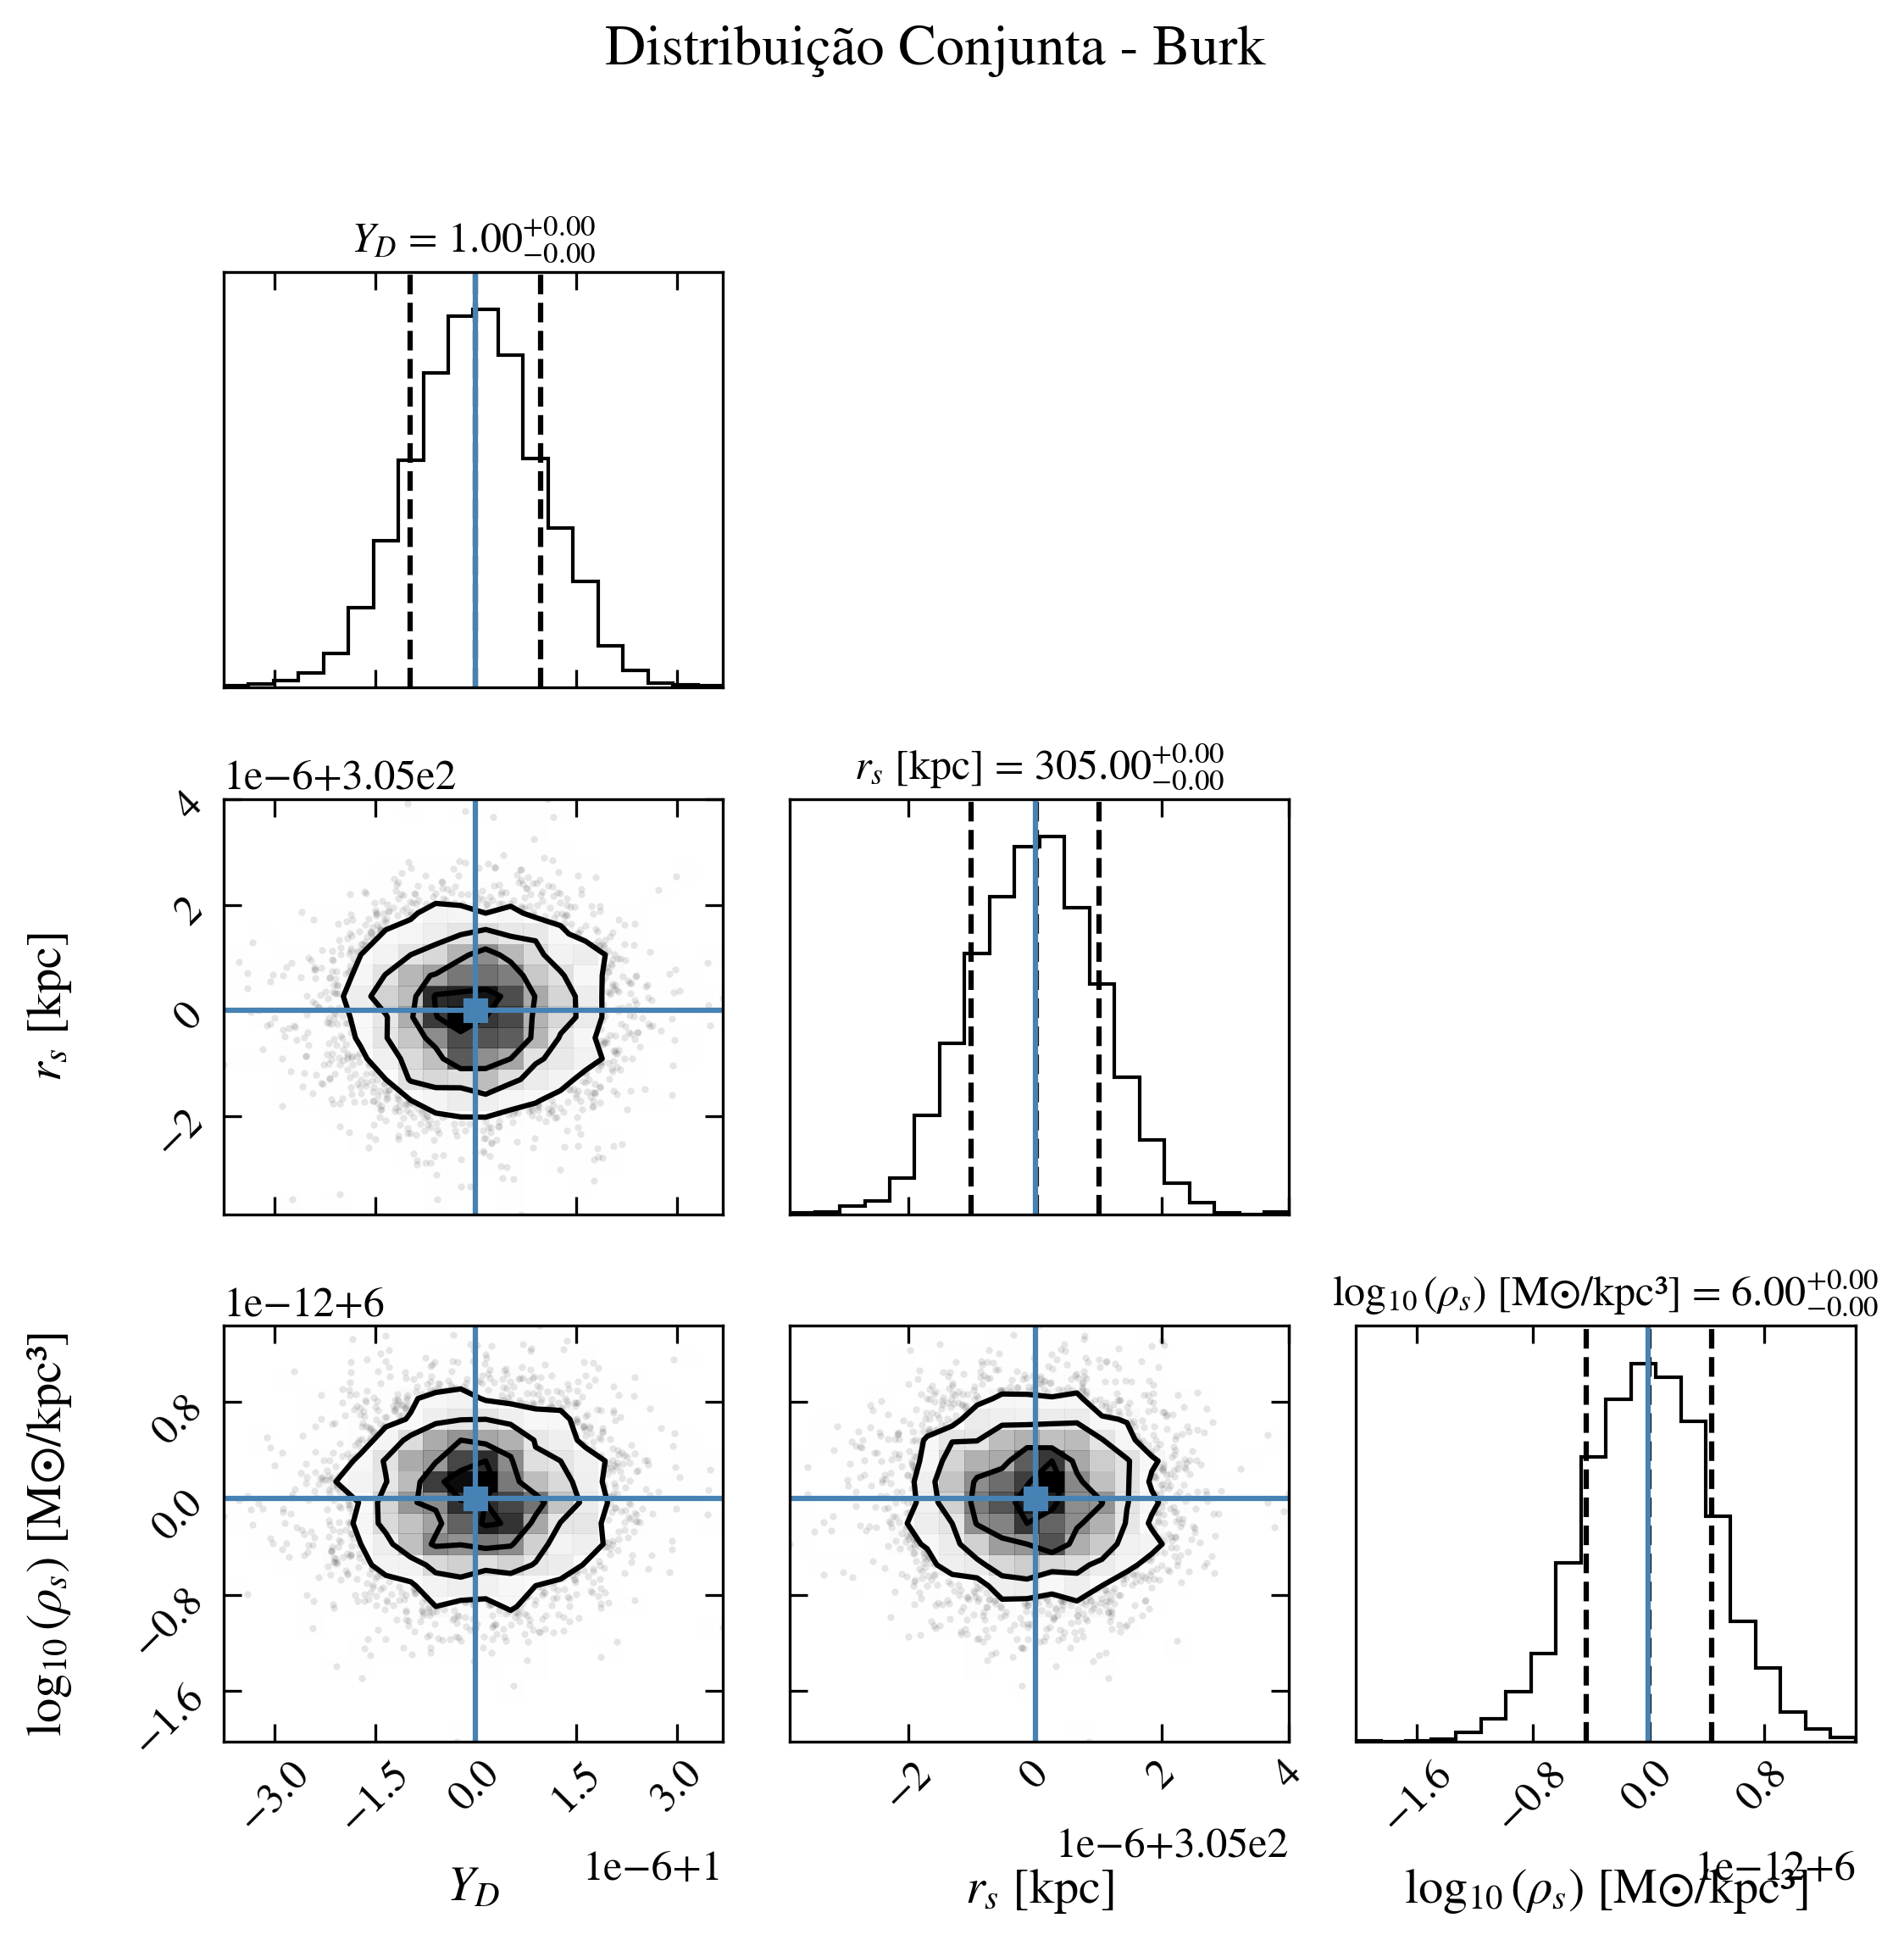 Distribuição Conjunta - Burk
Y_D = 1.00^{+0.00}_{−0.00}
1e−6+3.05e2
r_s [kpc] = 305.00^{+0.00}_{−0.00}
4
2
0
−2
r_s [kpc]
1e−12+6
log₁₀(ρ_s) [M⊙/kpc³] = 6.00^{+0.00}_{−0.00}
0.8
0.0
−0.8
−1.6
log₁₀(ρ_s) [M⊙/kpc³]
−3.0 −1.5 0.0 1.5 3.0
−2 0 2 4
−1.6 −0.8 0.0 0.8
1e−6+1
1e−6+3.05e2
1e−12+6
Y_D
r_s [kpc]
log₁₀(ρ_s) [M⊙/kpc³]